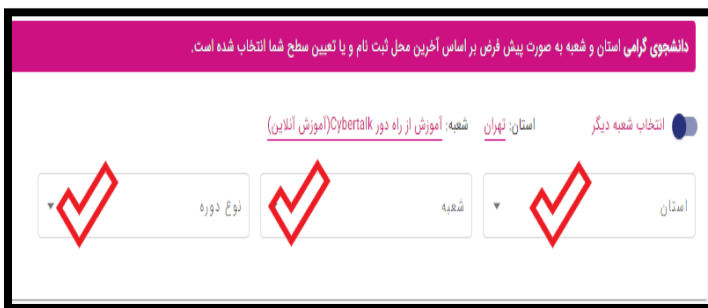 دانشجوی گرامی استان و شعبه به صورت پیش فرض بر اساس آخرین محل ثبت نام و یا تعیین سطح شما انتخاب شده است.
انتخاب شعبه دیگر استان: تهران شعبه: آموزش از راه دور Cybertalk(آموزش آنلاین)
استان شعبه نوع دوره